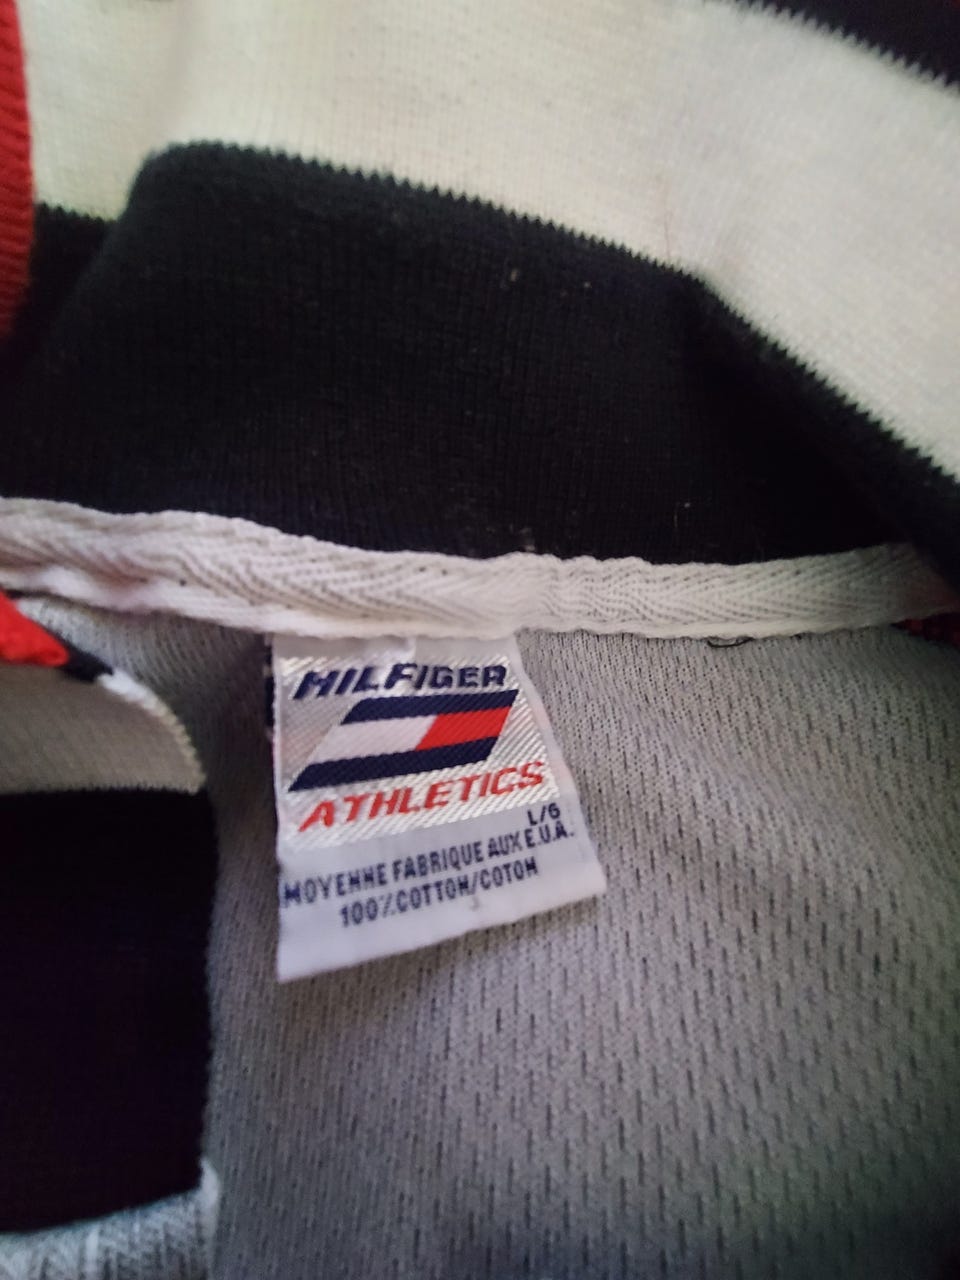 HILFIGER
ATHLETICS
L/G
MOYENNE FABRIQUE AUX E.U.A.
100% COTTON/COTON